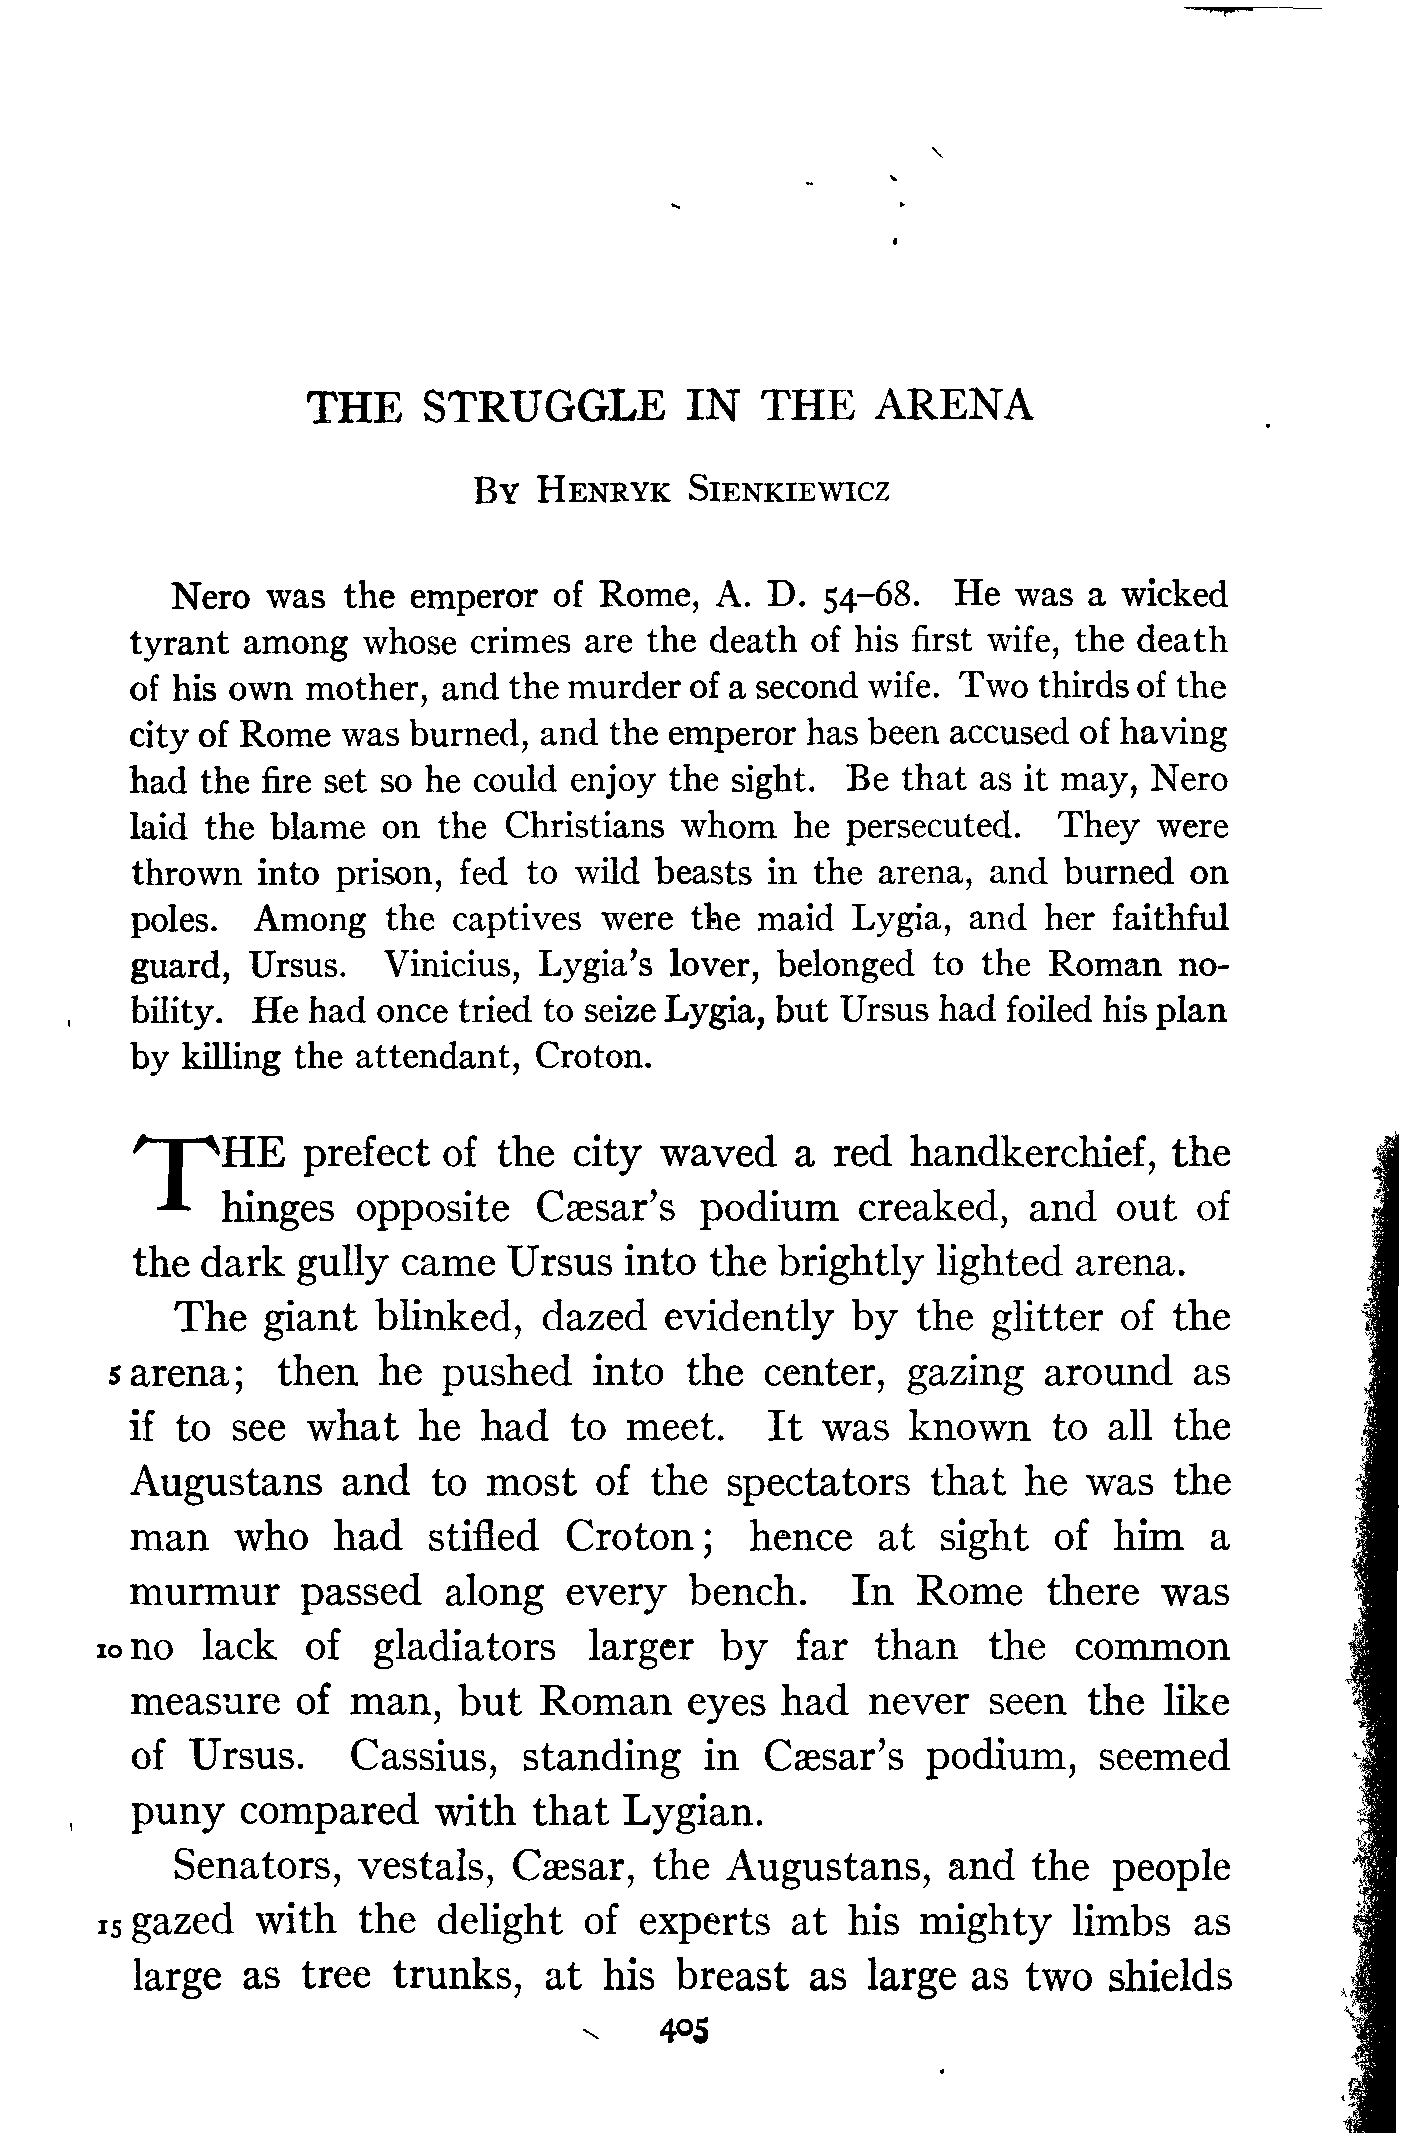 THE STRUGGLE IN THE ARENA
By Henryk Sienkiewicz
Nero was the emperor of Rome, A. D. 54–68. He was a wicked
tyrant among whose crimes are the death of his first wife, the death
of his own mother, and the murder of a second wife. Two thirds of the
city of Rome was burned, and the emperor has been accused of having
had the fire set so he could enjoy the sight. Be that as it may, Nero
laid the blame on the Christians whom he persecuted. They were
thrown into prison, fed to wild beasts in the arena, and burned on
poles. Among the captives were the maid Lygia, and her faithful
guard, Ursus. Vinicius, Lygia's lover, belonged to the Roman no-
bility. He had once tried to seize Lygia, but Ursus had foiled his plan
by killing the attendant, Croton.
THE prefect of the city waved a red handkerchief, the
hinges opposite Cæsar's podium creaked, and out of
the dark gully came Ursus into the brightly lighted arena.
The giant blinked, dazed evidently by the glitter of the
5 arena; then he pushed into the center, gazing around as
if to see what he had to meet. It was known to all the
Augustans and to most of the spectators that he was the
man who had stifled Croton; hence at sight of him a
murmur passed along every bench. In Rome there was
10 no lack of gladiators larger by far than the common
measure of man, but Roman eyes had never seen the like
of Ursus. Cassius, standing in Cæsar's podium, seemed
puny compared with that Lygian.
Senators, vestals, Cæsar, the Augustans, and the people
15 gazed with the delight of experts at his mighty limbs as
large as tree trunks, at his breast as large as two shields
405